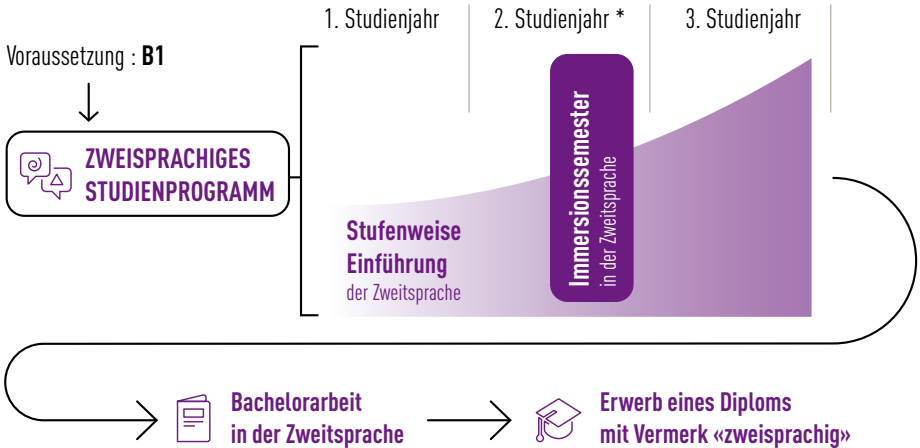 1. Studienjahr
2. Studienjahr *
3. Studienjahr
Voraussetzung : B1
ZWEISPRACHIGES
STUDIENPROGRAMM
Stufenweise
Einführung
der Zweitsprache
Immersionssemester
in der Zweitsprache
Bachelorarbeit
in der Zweitsprache
Erwerb eines Diploms
mit Vermerk «zweisprachig»